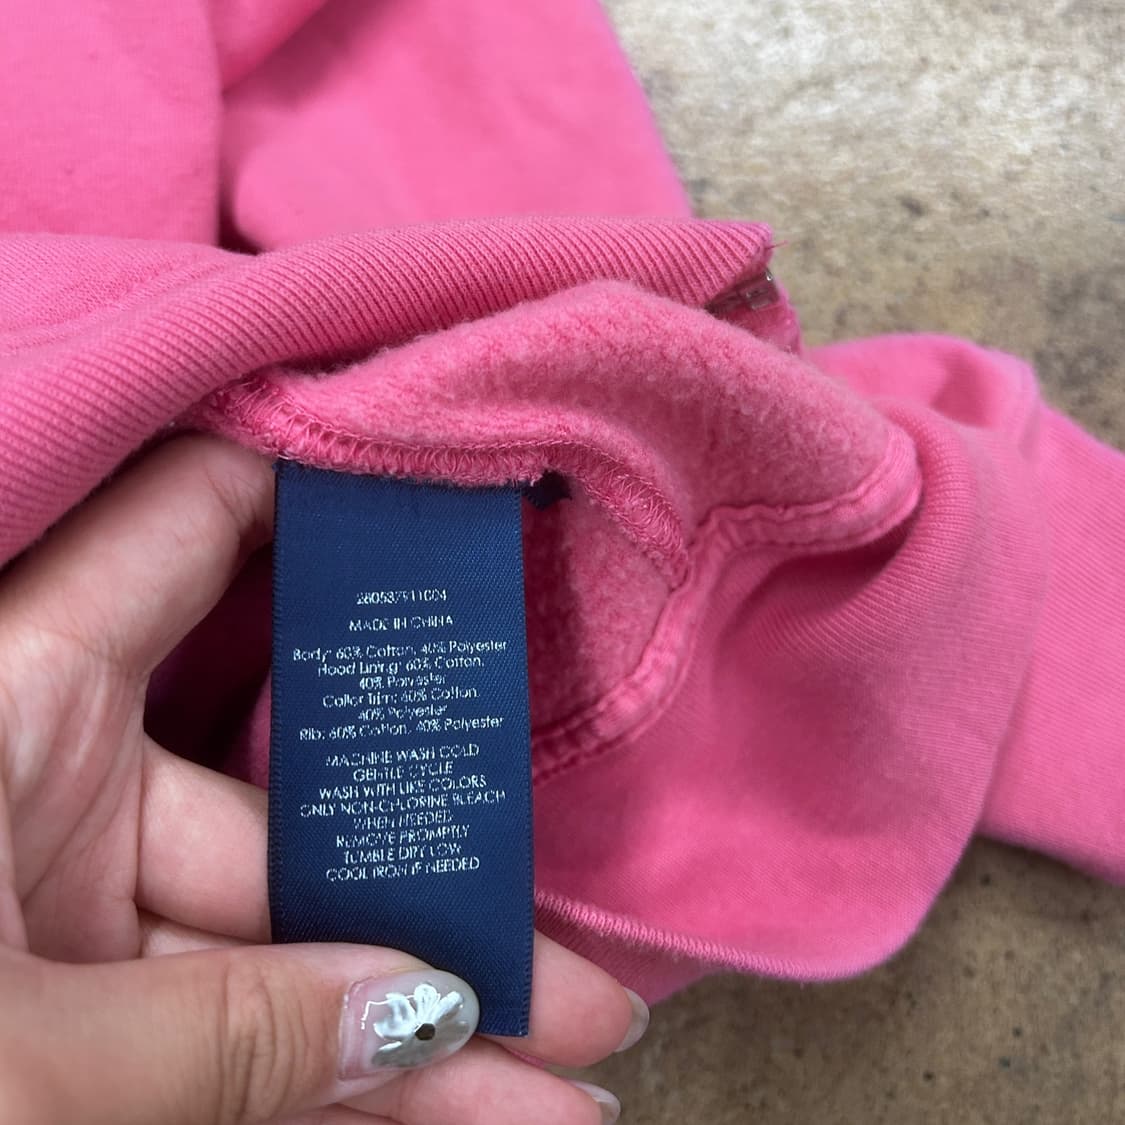 280537911004
MADE IN CHINA
Body: 60% Cotton, 40% Polyester
Hood Lining: 60% Cotton,
40% Polyester
Collar Trim: 60% Cotton,
40% Polyester
Rib: 60% Cotton, 40% Polyester
MACHINE WASH COLD
GENTLE CYCLE
WASH WITH LIKE COLORS
ONLY NON-CHLORINE BLEACH
WHEN NEEDED
REMOVE PROMPTLY
TUMBLE DRY LOW
COOL IRON IF NEEDED